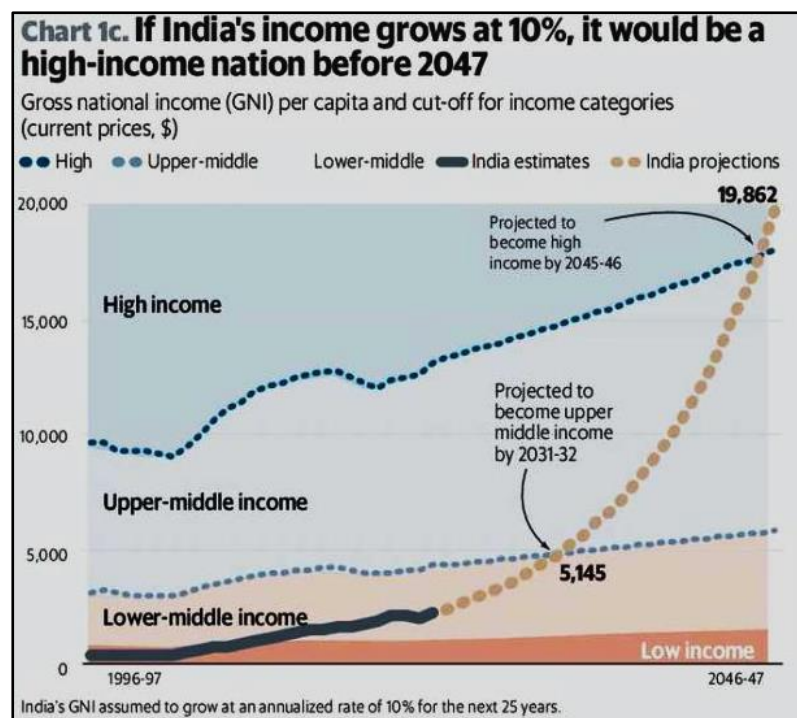 Chart 1c. If India's income grows at 10%, it would be a
high-income nation before 2047
Gross national income (GNI) per capita and cut-off for income categories
(current prices, $)
High Upper-middle Lower-middle India estimates India projections
20,000
19,862
Projected to
become high
income by 2045-46
High income
15,000
Projected to
become upper
middle income
by 2031-32
10,000
Upper-middle income
5,000
5,145
Lower-middle income
Low income
0
1996-97 2046-47
India's GNI assumed to grow at an annualized rate of 10% for the next 25 years.